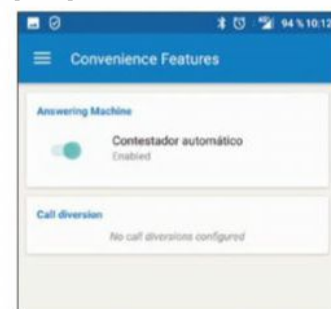 94 % 10:12
Convenience Features
Answering Machine
Contestador automático
Enabled
Call diversion
No call diversions configured